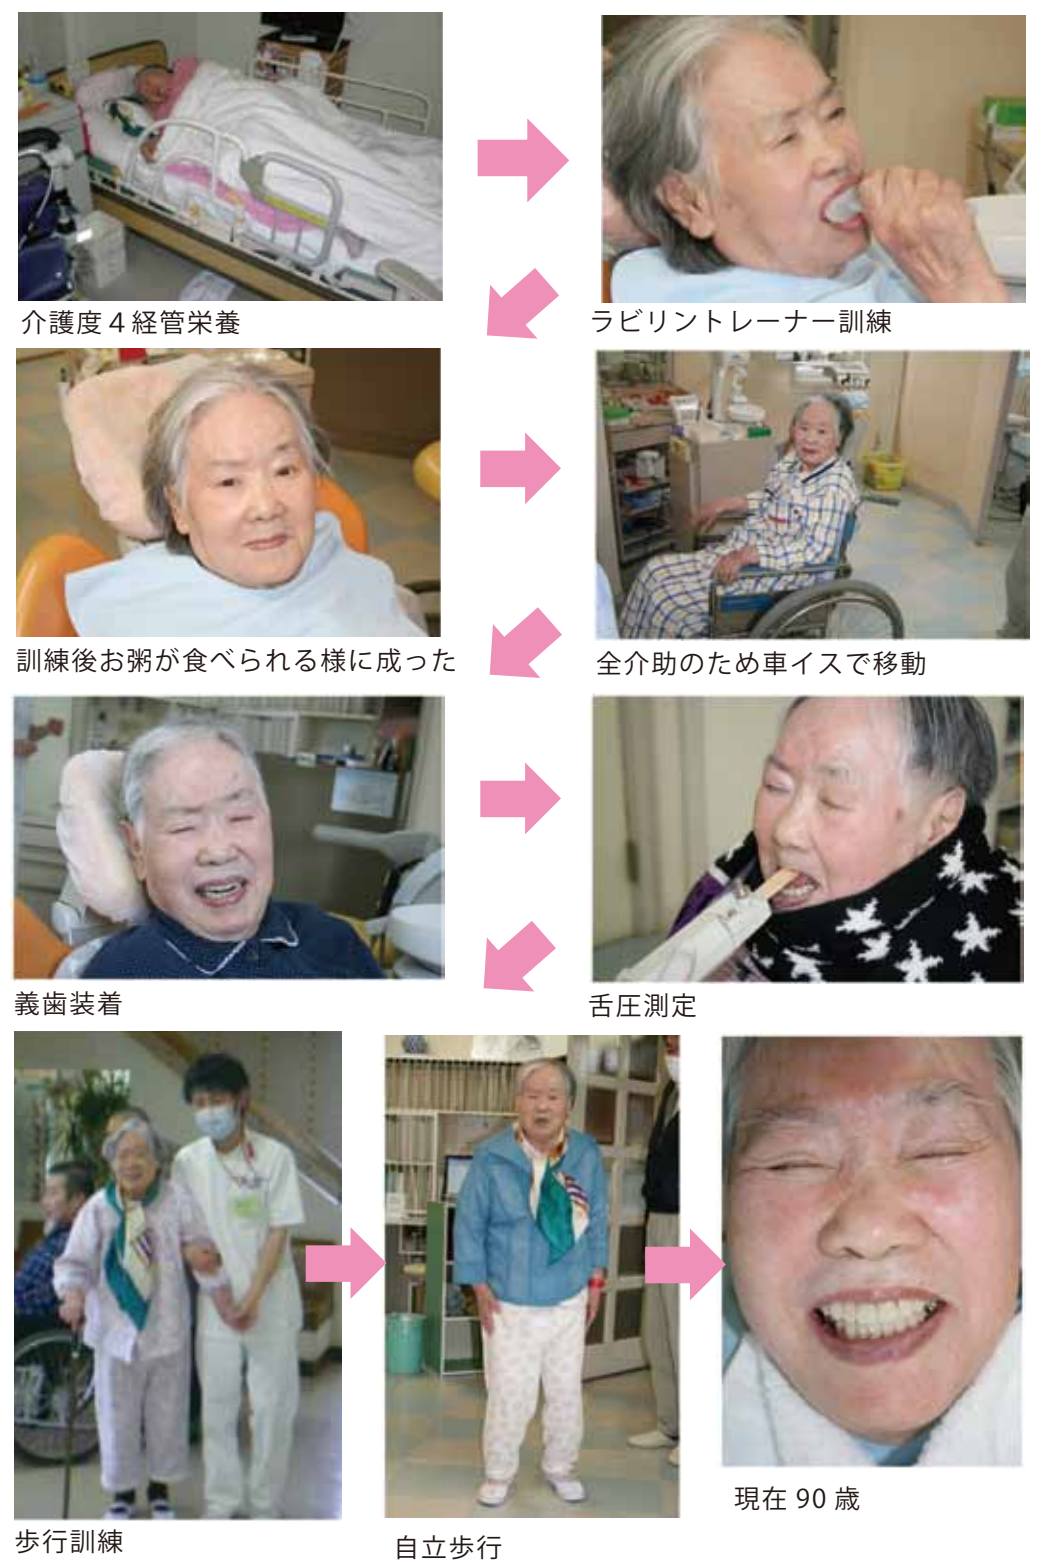 介護度４経管栄養
ラビリントレーナー訓練
訓練後お粥が食べられる様に成った
全介助のため車イスで移動
義歯装着
舌圧測定
歩行訓練
自立歩行
現在 90 歳